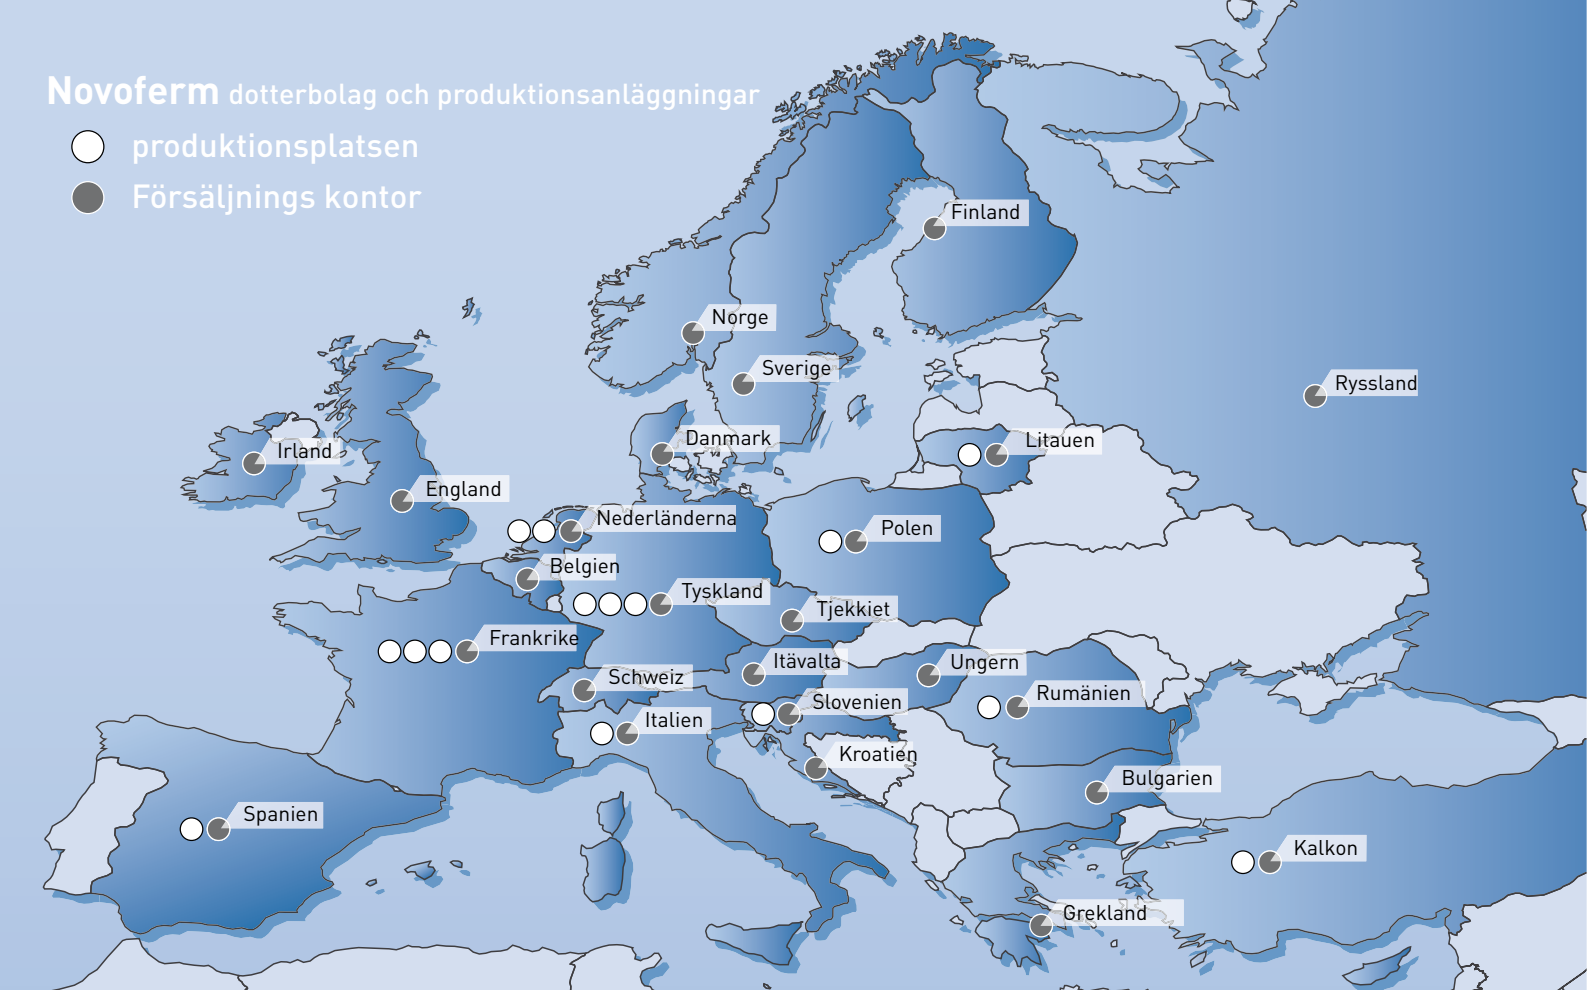 Novoferm dotterbolag och produktionsanläggningar
produktionsplatsen
Försäljnings kontor
Finland
Norge
Sverige
Ryssland
Danmark
Litauen
Irland
England
Nederländerna
Polen
Belgien
Tyskland
Tjekkiet
Frankrike
Itävalta
Ungern
Schweiz
Rumänien
Slovenien
Italien
Kroatien
Bulgarien
Spanien
Kalkon
Grekland